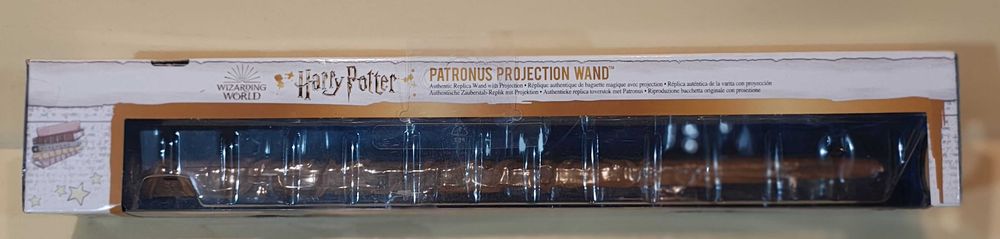 WIZARDING
WORLD
Harry Potter
PATRONUS PROJECTION WAND™
Authentic Replica Wand with Projection • Réplique authentique de baguette magique avec projection • Réplica auténtica de la varita con proyección
Authentische Zauberstab-Replik mit Projektion • Authentieke replica toverstok met Patronus • Riproduzione bacchetta originale con proiezione